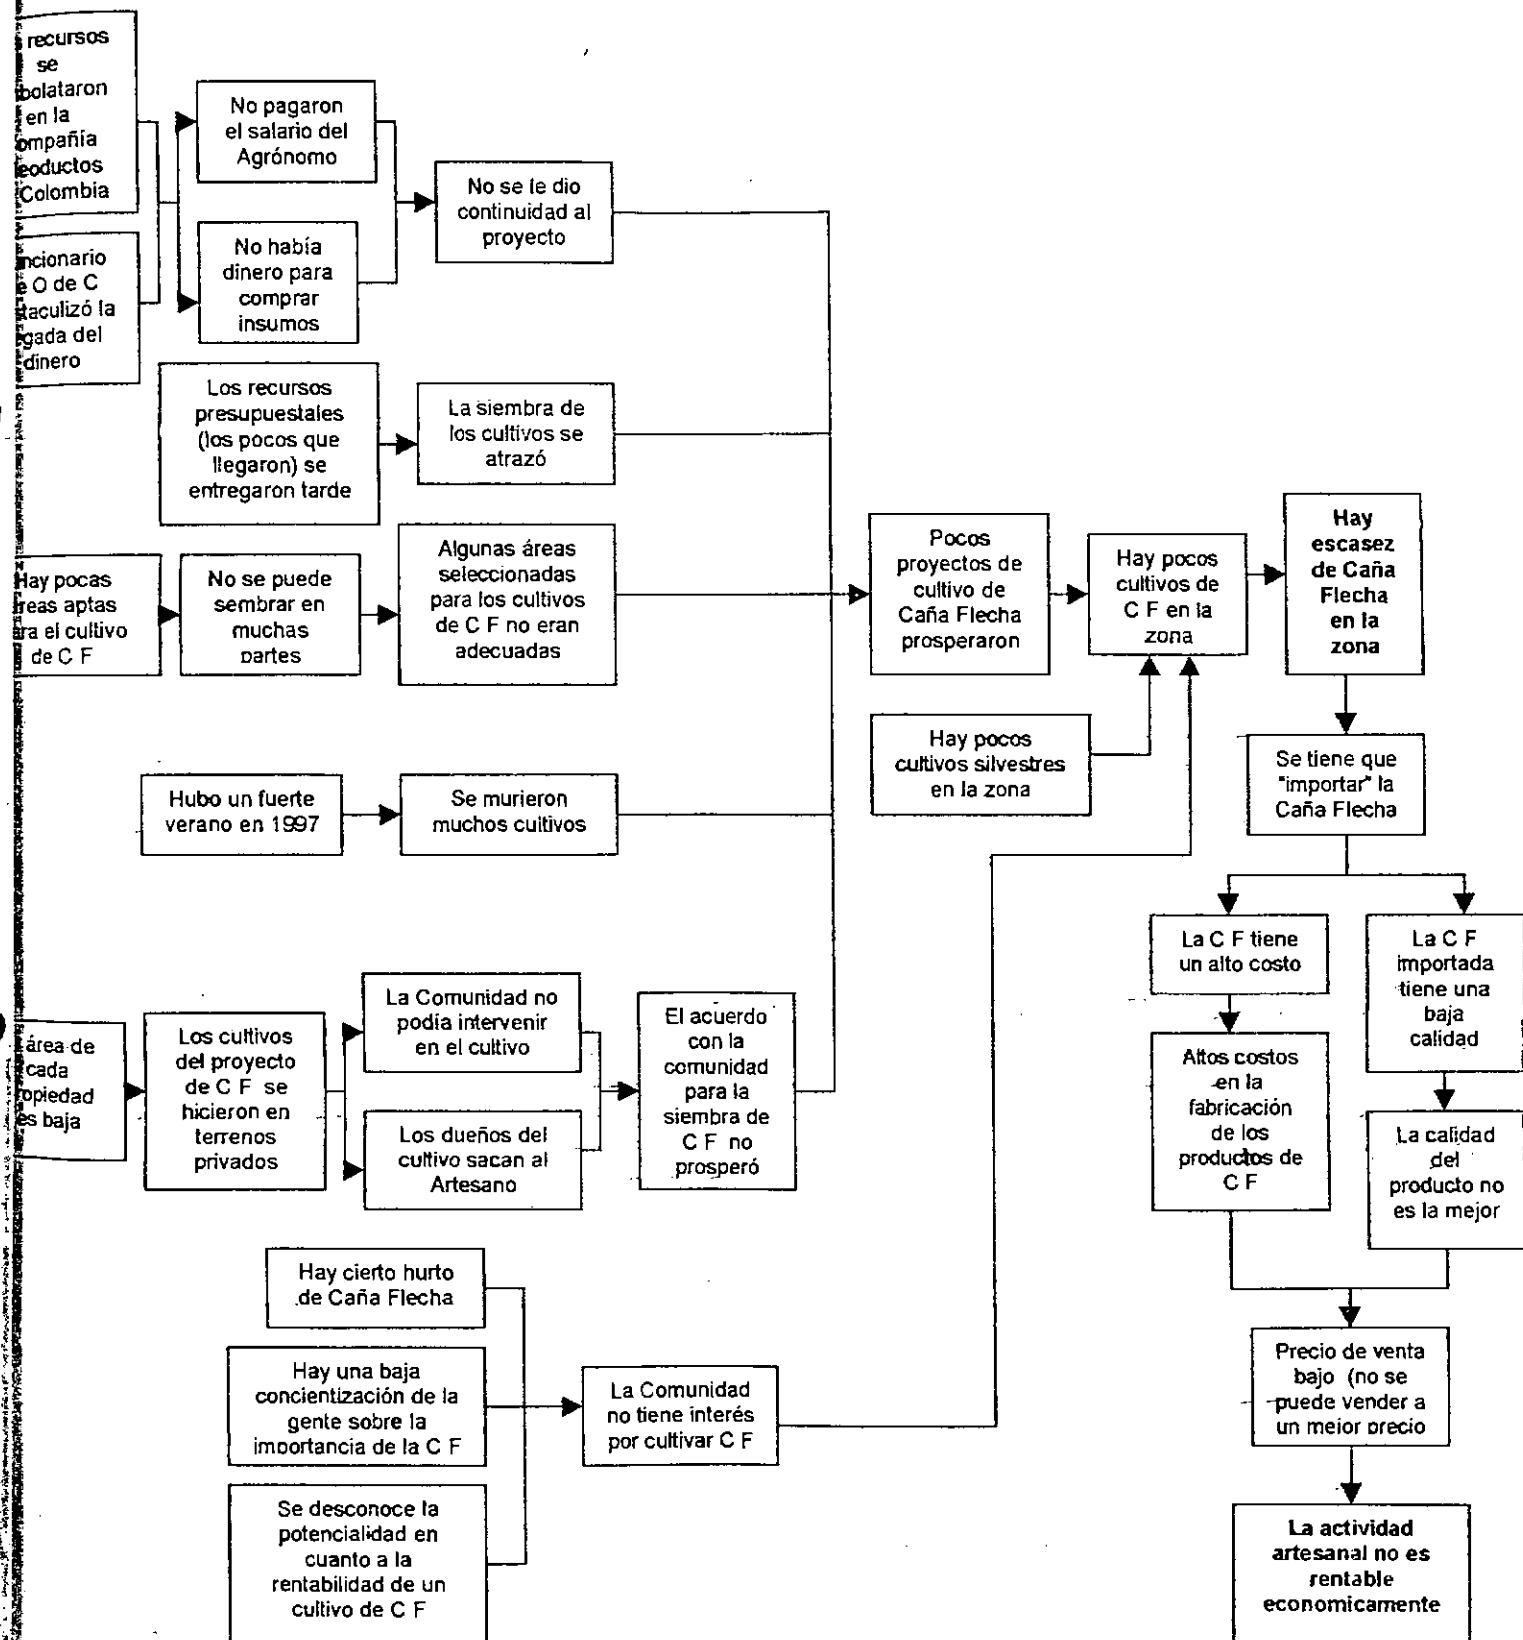 recursos
se
bolataron
en la
ompañía
eoductos
Colombia
No pagaron
el salario del
Agrónomo
No se le dio
continuidad al
proyecto
ncionario
O de C
taculizó la
gada del
dinero
No había
dinero para
comprar
insumos
Los recursos
presupuestales
(los pocos que
llegaron) se
entregaron tarde
La siembra de
los cultivos se
atrazó
Hay pocas
reas aptas
ra el cultivo
de C F
No se puede
sembrar en
muchas
partes
Algunas áreas
seleccionadas
para los cultivos
de C F no eran
adecuadas
Pocos
proyectos de
cultivo de
Caña Flecha
prosperaron
Hay pocos
cultivos de
C F en la
zona
Hay
escasez
de Caña
Flecha
en la
zona
Hay pocos
cultivos silvestres
en la zona
Se tiene que
"importar" la
Caña Flecha
Hubo un fuerte
verano en 1997
Se murieron
muchos cultivos
La C F tiene
un alto costo
La C F
importada
tiene una
baja
calidad
área de
cada
opiedad
es baja
Los cultivos
del proyecto
de C F se
hicieron en
terrenos
privados
La Comunidad no
podía intervenir
en el cultivo
Los dueños del
cultivo sacan al
Artesano
El acuerdo
con la
comunidad
para la
siembra de
C F no
prosperó
Altos costos
en la
fabricación
de los
productos de
C F
La calidad
del
producto no
es la mejor
Hay cierto hurto
de Caña Flecha
Hay una baja
concientización de la
gente sobre la
importancia de la C F
Se desconoce la
potencialidad en
cuanto a la
rentabilidad de un
cultivo de C F
La Comunidad
no tiene interés
por cultivar C F
Precio de venta
bajo (no se
puede vender a
un mejor precio
La actividad
artesanal no es
rentable
economicamente